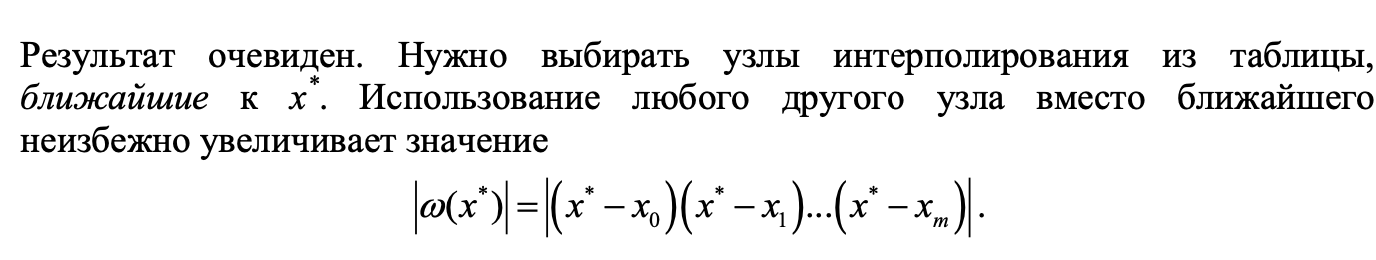 Результат очевиден. Нужно выбирать узлы интерполирования из таблицы,
ближайшие к x*. Использование любого другого узла вместо ближайшего
неизбежно увеличивает значение
|ω(x*)| = |(x* − x₀)(x* − x₁)...(x* − xₘ)|.